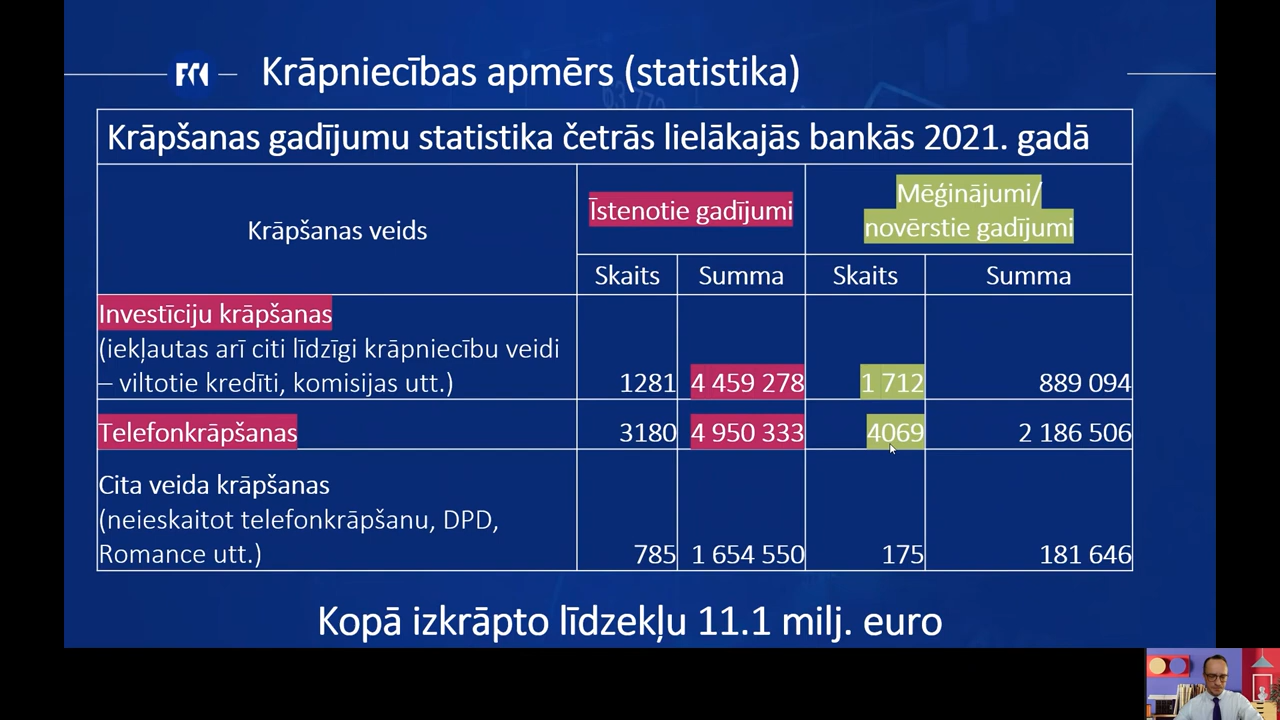 Krāpniecības apmērs (statistika)
Krāpšanas gadījumu statistika četrās lielākajās bankās 2021. gadā
Krāpšanas veids
Īstenotie gadījumi
Mēģinājumi/
novērstie gadījumi
Skaits Summa Skaits Summa
Investīciju krāpšanas
(iekļautas arī citi līdzīgi krāpniecību veidi
– viltotie kredīti, komisijas utt.) 1281 4 459 278 1 712 889 094
Telefonkrāpšanas 3180 4 950 333 4069 2 186 506
Cita veida krāpšanas
(neieskaitot telefonkrāpšanu, DPD,
Romance utt.) 785 1 654 550 175 181 646
Kopā izkrāpto līdzekļu 11.1 milj. euro